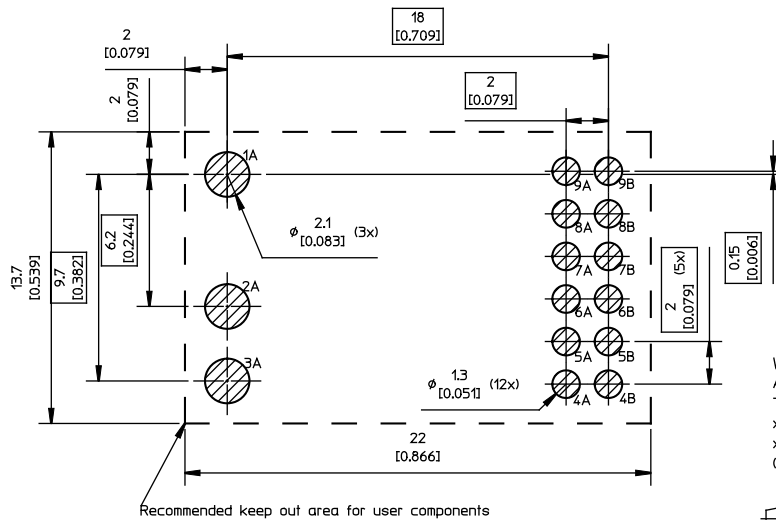 18
[0.709]
2
[0.079]
2
[0.079]
2
[0.079]
1A
9A
9B
8A
8B
ϕ 2.1 (3x)
[0.083]
6.2
[0.244]
9.7
[0.382]
13.7
[0.539]
7A
7B
0.15
[0.006]
2 (5x)
[0.079]
2A
6A
6B
3A
5A
5B
ϕ 1.3 (12x)
[0.051]
4A
4B
22
[0.866]
Recommended keep out area for user components